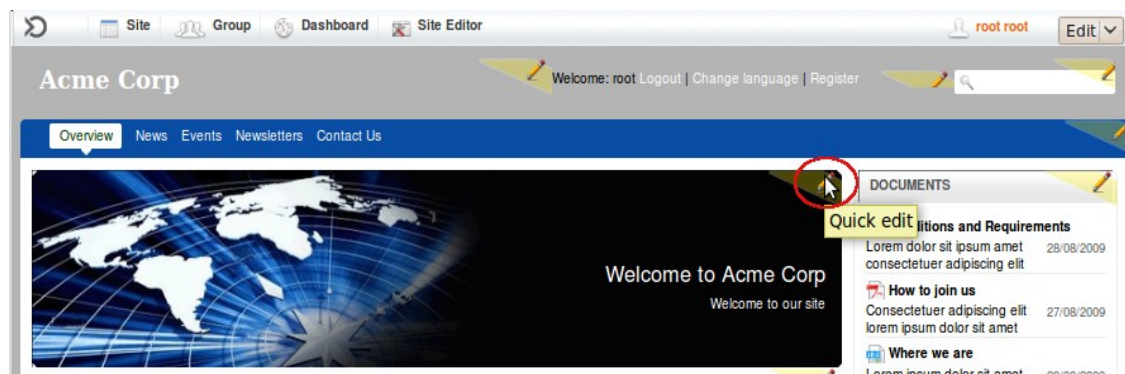 Site Group Dashboard Site Editor root root Edit
Acme Corp
Welcome: root Logout | Change language | Register
Overview News Events Newsletters Contact Us
DOCUMENTS
Quick edit
itions and Requirements
Lorem dolor sit ipsum amet 28/08/2009
consectetuer adipiscing elit
Welcome to Acme Corp
Welcome to our site
How to join us
Consectetuer adipiscing elit 27/08/2009
lorem ipsum dolor sit amet
Where we are